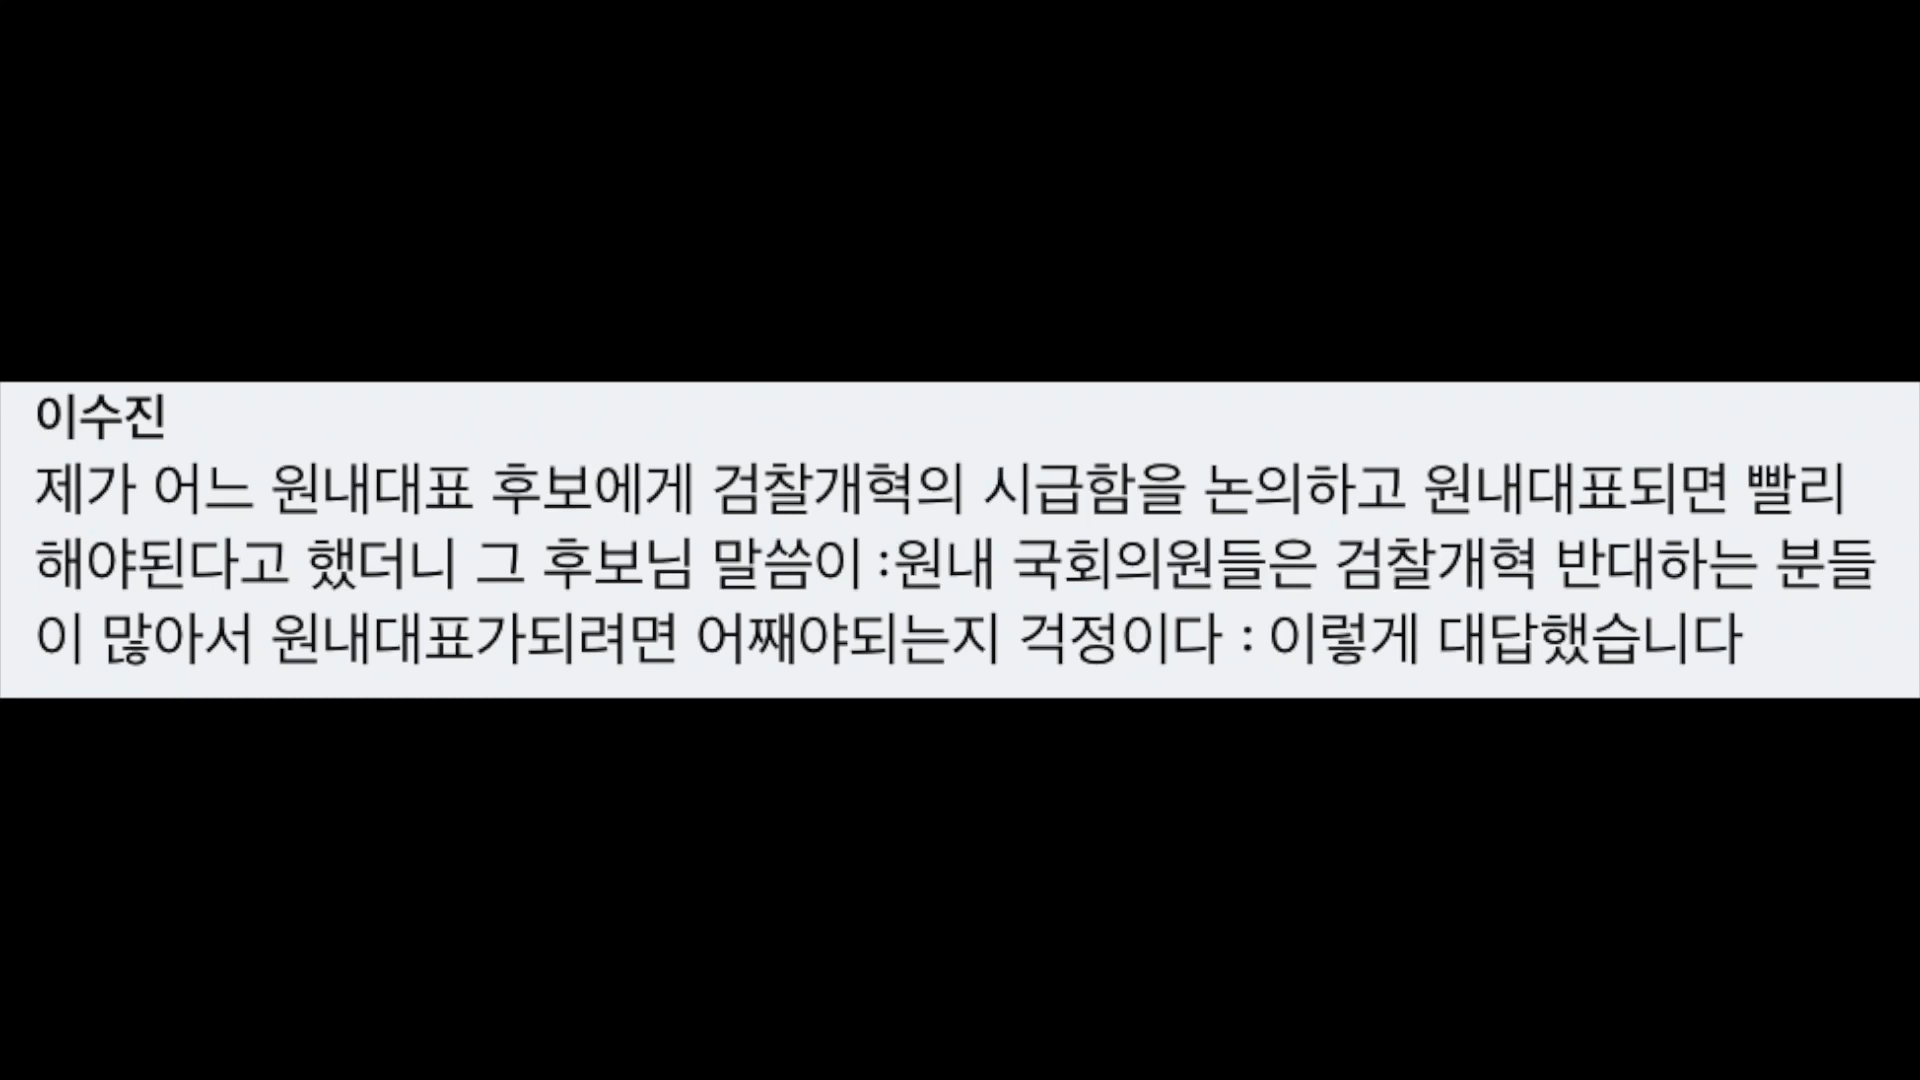 이수진
제가 어느 원내대표 후보에게 검찰개혁의 시급함을 논의하고 원내대표되면 빨리
해야된다고 했더니 그 후보님 말씀이 :원내 국회의원들은 검찰개혁 반대하는 분들
이 많아서 원내대표가되려면 어째야되는지 걱정이다 : 이렇게 대답했습니다